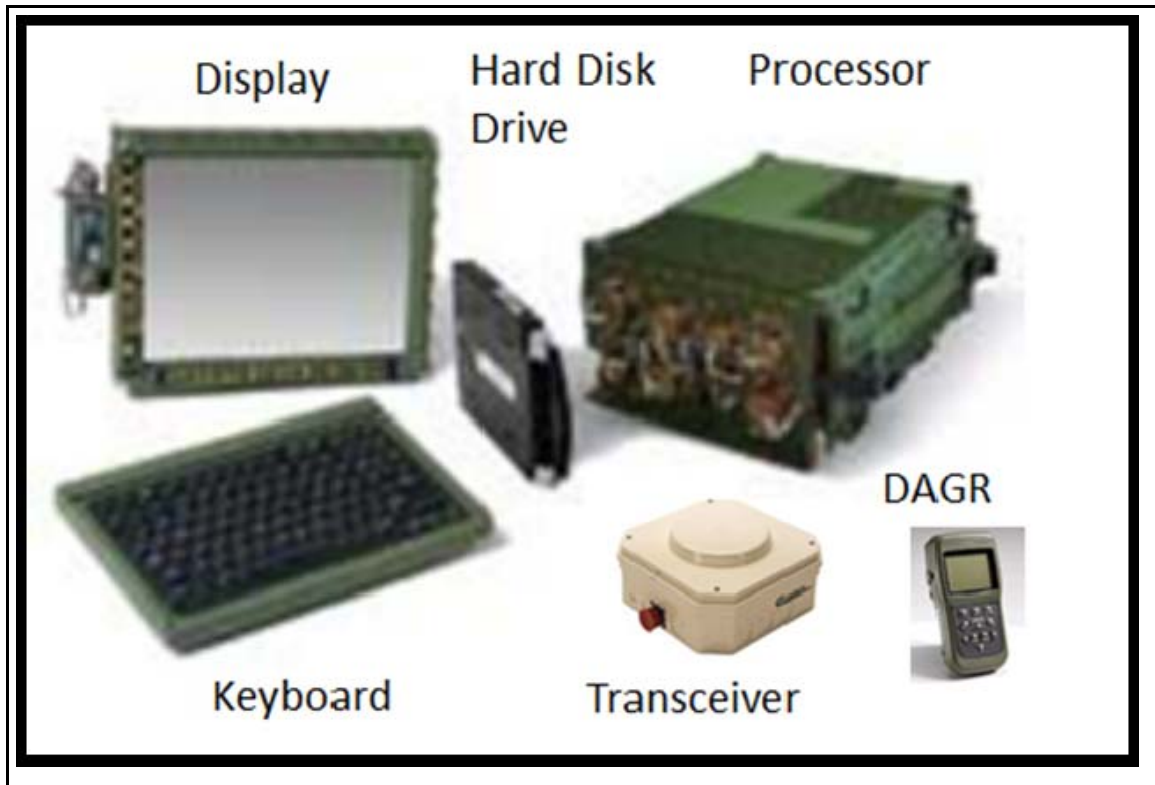 Display
Hard Disk
Drive
Processor
DAGR
Keyboard
Transceiver